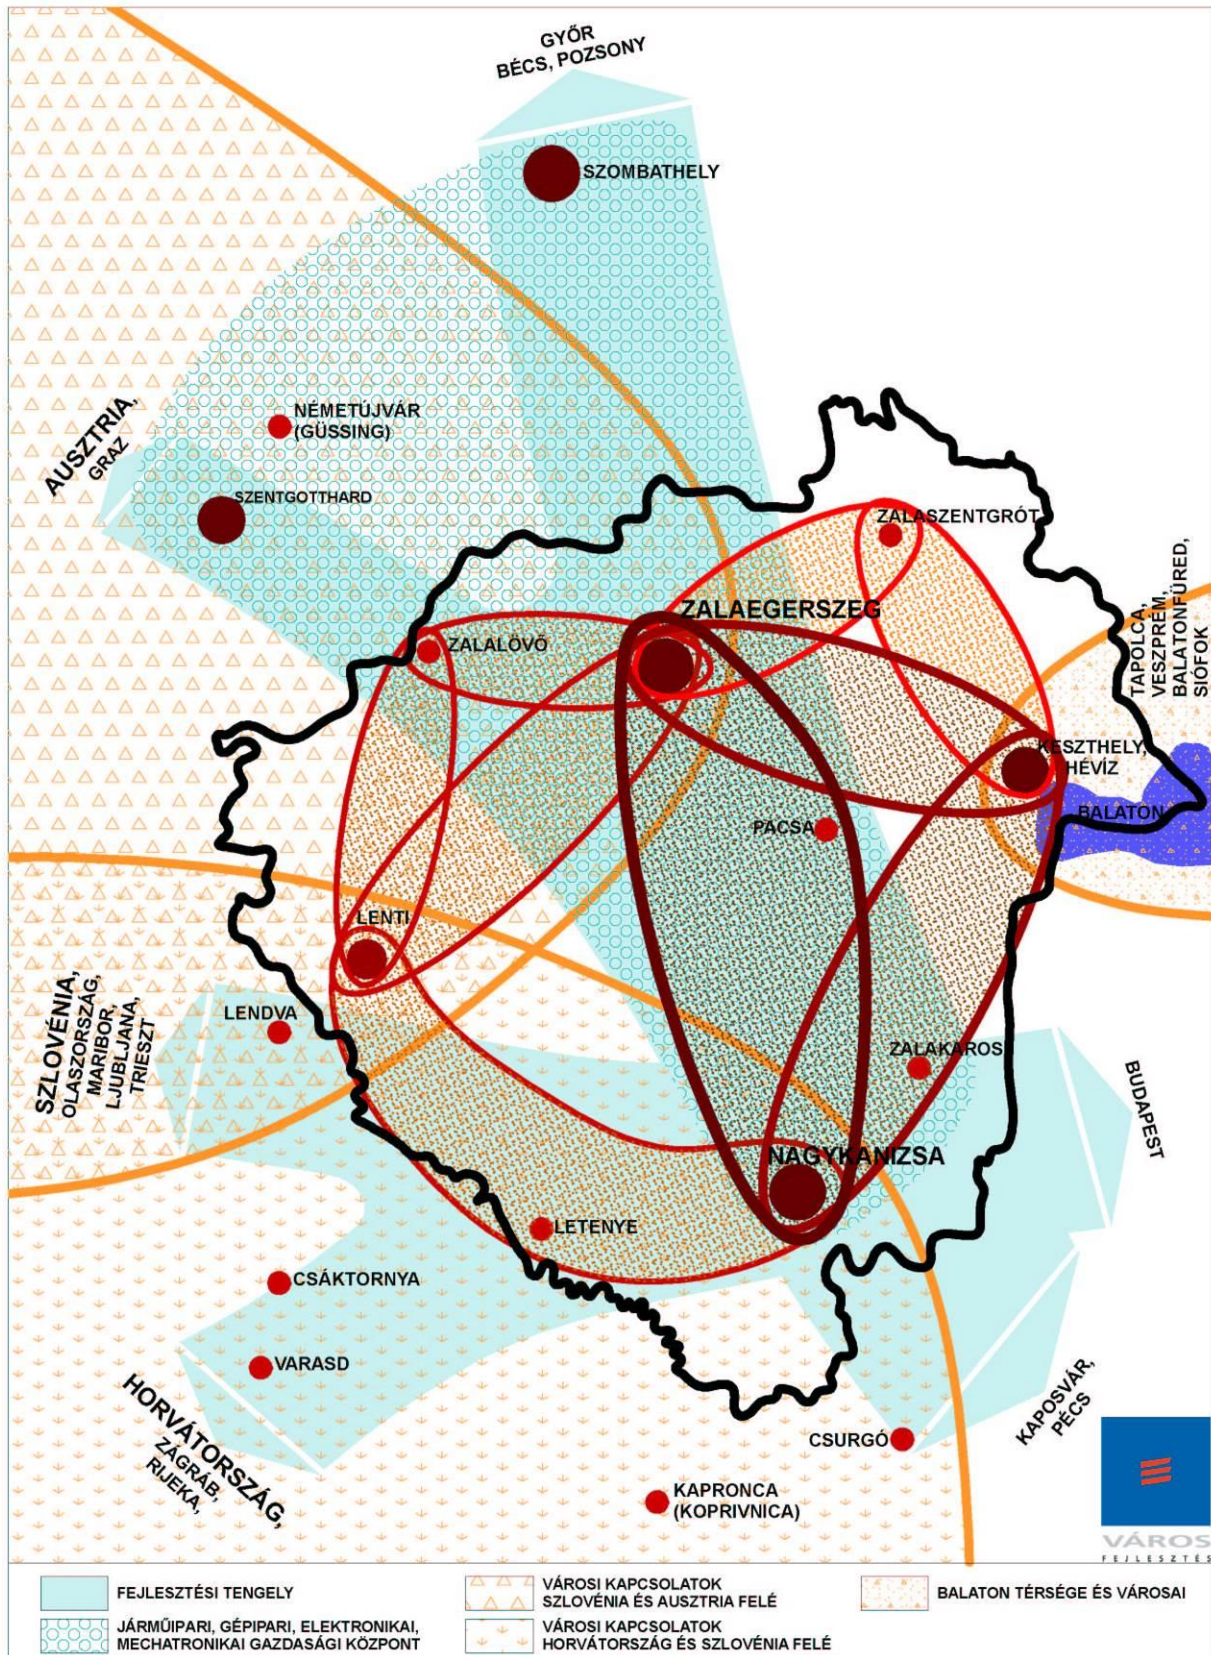 GYŐR
BÉCS, POZSONY
SZOMBATHELY
NÉMETÚJVÁR
(GÜSSING)
AUSZTRIA,
GRAZ
SZENTGOTTHARD
ZALASZENTGRÓT
ZALAEGERSZEG
ZALALÖVŐ
TAPOLCA,
VESZPRÉM,
BALATONFÜRED,
SIÓFOK
KESZTHELY,
HÉVÍZ
BALATON
PACSA
LENTI
SZLOVÉNIA,
OLASZORSZÁG,
MARIBOR,
LJUBLJANA,
TRIESZT
LENDVA
ZALAKAROS
BUDAPEST
NAGYKANIZSA
LETENYE
CSÁKTORNYA
VARASD
HORVÁTORSZÁG,
ZÁGRÁB,
RIJEKA,
KAPOSVÁR,
PÉCS
CSURGÓ
KAPRONCA
(KOPRIVNICA)
VÁROS
FEJLESZTÉS
FEJLESZTÉSI TENGELY
JÁRMŰIPARI, GÉPIPARI, ELEKTRONIKAI,
MECHATRONIKAI GAZDASÁGI KÖZPONT
VÁROSI KAPCSOLATOK
SZLOVÉNIA ÉS AUSZTIA FELÉ
VÁROSI KAPCSOLATOK
HORVÁTORSZÁG ÉS SZLOVÉNIA FELÉ
BALATON TÉRSÉGE ÉS VÁROSAI